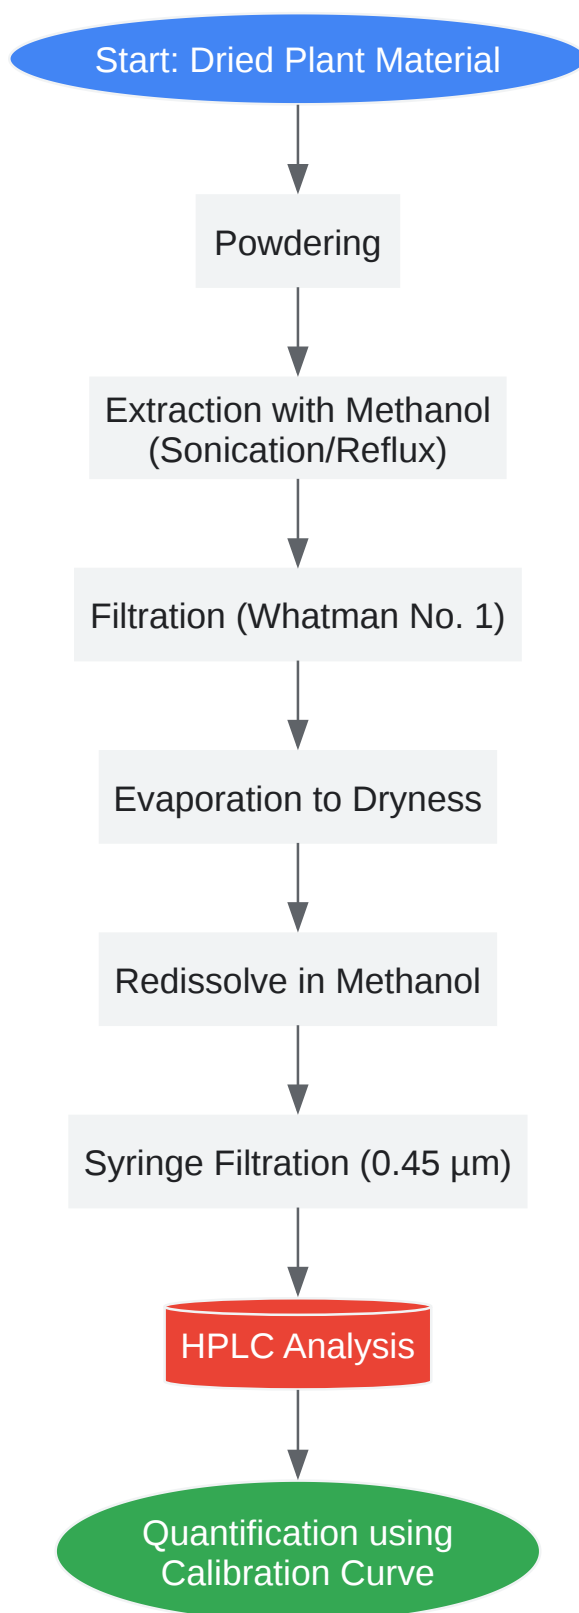 Start: Dried Plant Material
Powdering
Extraction with Methanol
(Sonication/Reflux)
Filtration (Whatman No. 1)
Evaporation to Dryness
Redissolve in Methanol
Syringe Filtration (0.45 µm)
HPLC Analysis
Quantification using
Calibration Curve